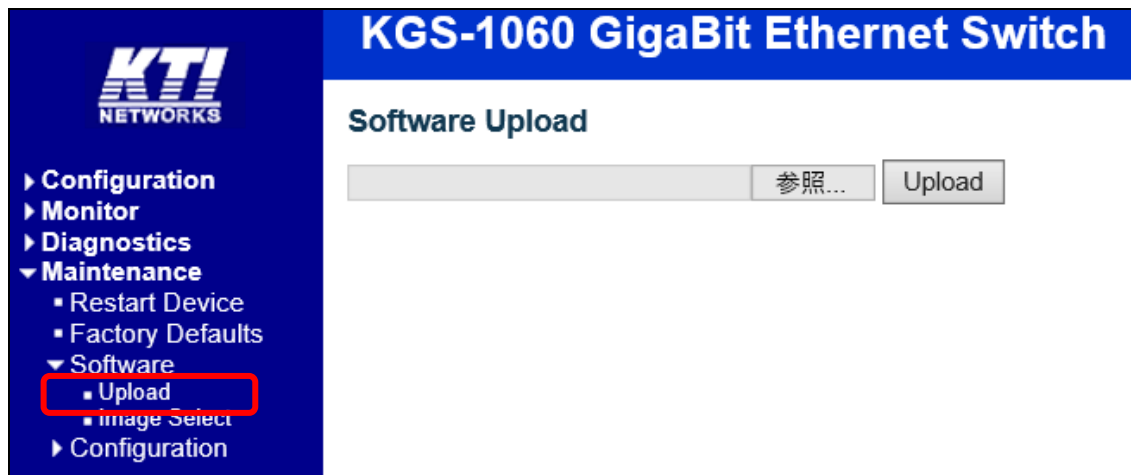 KTI
NETWORKS
KGS-1060 GigaBit Ethernet Switch
Configuration
Monitor
Diagnostics
Maintenance
Restart Device
Factory Defaults
Software
Upload
Image Select
Configuration
Software Upload
参照... Upload